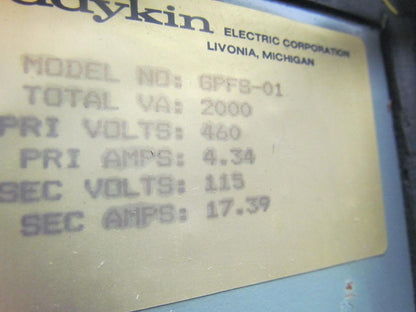 ELECTRIC CORPORATION
LIVONIA, MICHIGAN
MODEL NO: GPFS-01
TOTAL VA: 2000
PRI VOLTS: 460
PRI AMPS: 4.34
SEC VOLTS: 115
SEC AMPS: 17.39